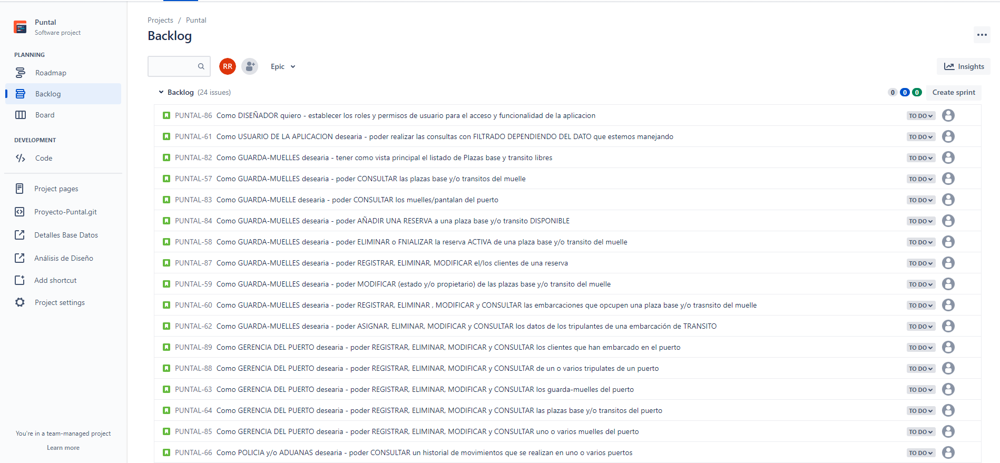 Puntal
Software project
PLANNING
Roadmap
Backlog
Board
DEVELOPMENT
Code
Project pages
Proyecto-Puntal.git
Detalles Base Datos
Análisis de Diseño
Add shortcut
Project settings
You're in a team-managed project
Learn more
Projects / Puntal
Backlog
RR
Epic
Insights
Backlog (24 issues)
0 0 0 Create sprint
PUNTAL-86 Como DISEÑADOR quiero - establecer los roles y permisos de usuario para el acceso y funcionalidad de la aplicacion TO DO
PUNTAL-61 Como USUARIO DE LA APLICACION desearia - poder realizar las consultas con FILTRADO DEPENDIENDO DEL DATO que estemos manejando TO DO
PUNTAL-82 Como GUARDA-MUELLES desearia - tener como vista principal el listado de Plazas base y transito libres TO DO
PUNTAL-57 Como GUARDA-MUELLES desearia - poder CONSULTAR las plazas base y/o transitos del muelle TO DO
PUNTAL-83 Como GUARDA-MUELLE desearia - poder CONSULTAR los muelles/pantalan del puerto TO DO
PUNTAL-84 Como GUARDA-MUELLES desearia - poder AÑADIR UNA RESERVA a una plaza base y/o transito DISPONIBLE TO DO
PUNTAL-58 Como GUARDA-MUELLES desearia - poder ELIMINAR o FNIALIZAR la reserva ACTIVA de una plaza base y/o transito del muelle TO DO
PUNTAL-87 Como GUARDA-MUELLES desearia - poder REGISTRAR, ELIMINAR, MODIFICAR el/los clientes de una reserva TO DO
PUNTAL-59 Como GUARDA-MUELLES desearia - poder MODIFICAR (estado y/o propietario) de las plazas base y/o transito del muelle TO DO
PUNTAL-60 Como GUARDA-MUELLES desearia - poder REGISTRAR, ELIMINAR , MODIFICAR y CONSULTAR las embarcaciones que opcupen una plaza base y/o trasnsito del muelle TO DO
PUNTAL-62 Como GUARDA-MUELLES desearia - poder ASIGNAR, ELIMINAR, MODIFICAR y CONSULTAR los datos de los tripulantes de una embarcación de TRANSITO TO DO
PUNTAL-89 Como GERENCIA DEL PUERTO desearia - poder REGISTRAR, ELIMINAR, MODIFICAR y CONSULTAR los clientes que han embarcado en el puerto TO DO
PUNTAL-88 Como GERENCIA DEL PUERTO desearia - poder REGISTRAR, ELIMINAR, MODIFICAR y CONSULTAR de un o varios tripulates de un puerto TO DO
PUNTAL-63 Como GERENCIA DEL PUERTO desearia - poder REGISTRAR, ELIMINAR, MODIFICAR y CONSULTAR los guarda-muelles del puerto TO DO
PUNTAL-64 Como GERENCIA DEL PUERTO desearia - poder REGISTRAR, ELIMINAR, MODIFICAR y CONSULTAR las plazas base y/o transitos del puerto TO DO
PUNTAL-85 Como GERENCIA DEL PUERTO desearia - poder REGISTRAR, ELIMINAR, MODIFICAR y CONSULTAR uno o varios muelles del puerto TO DO
PUNTAL-66 Como POLICIA y/o ADUANAS desearia - poder CONSULTAR un historial de movimientos que se realizan en uno o varios puertos TO DO